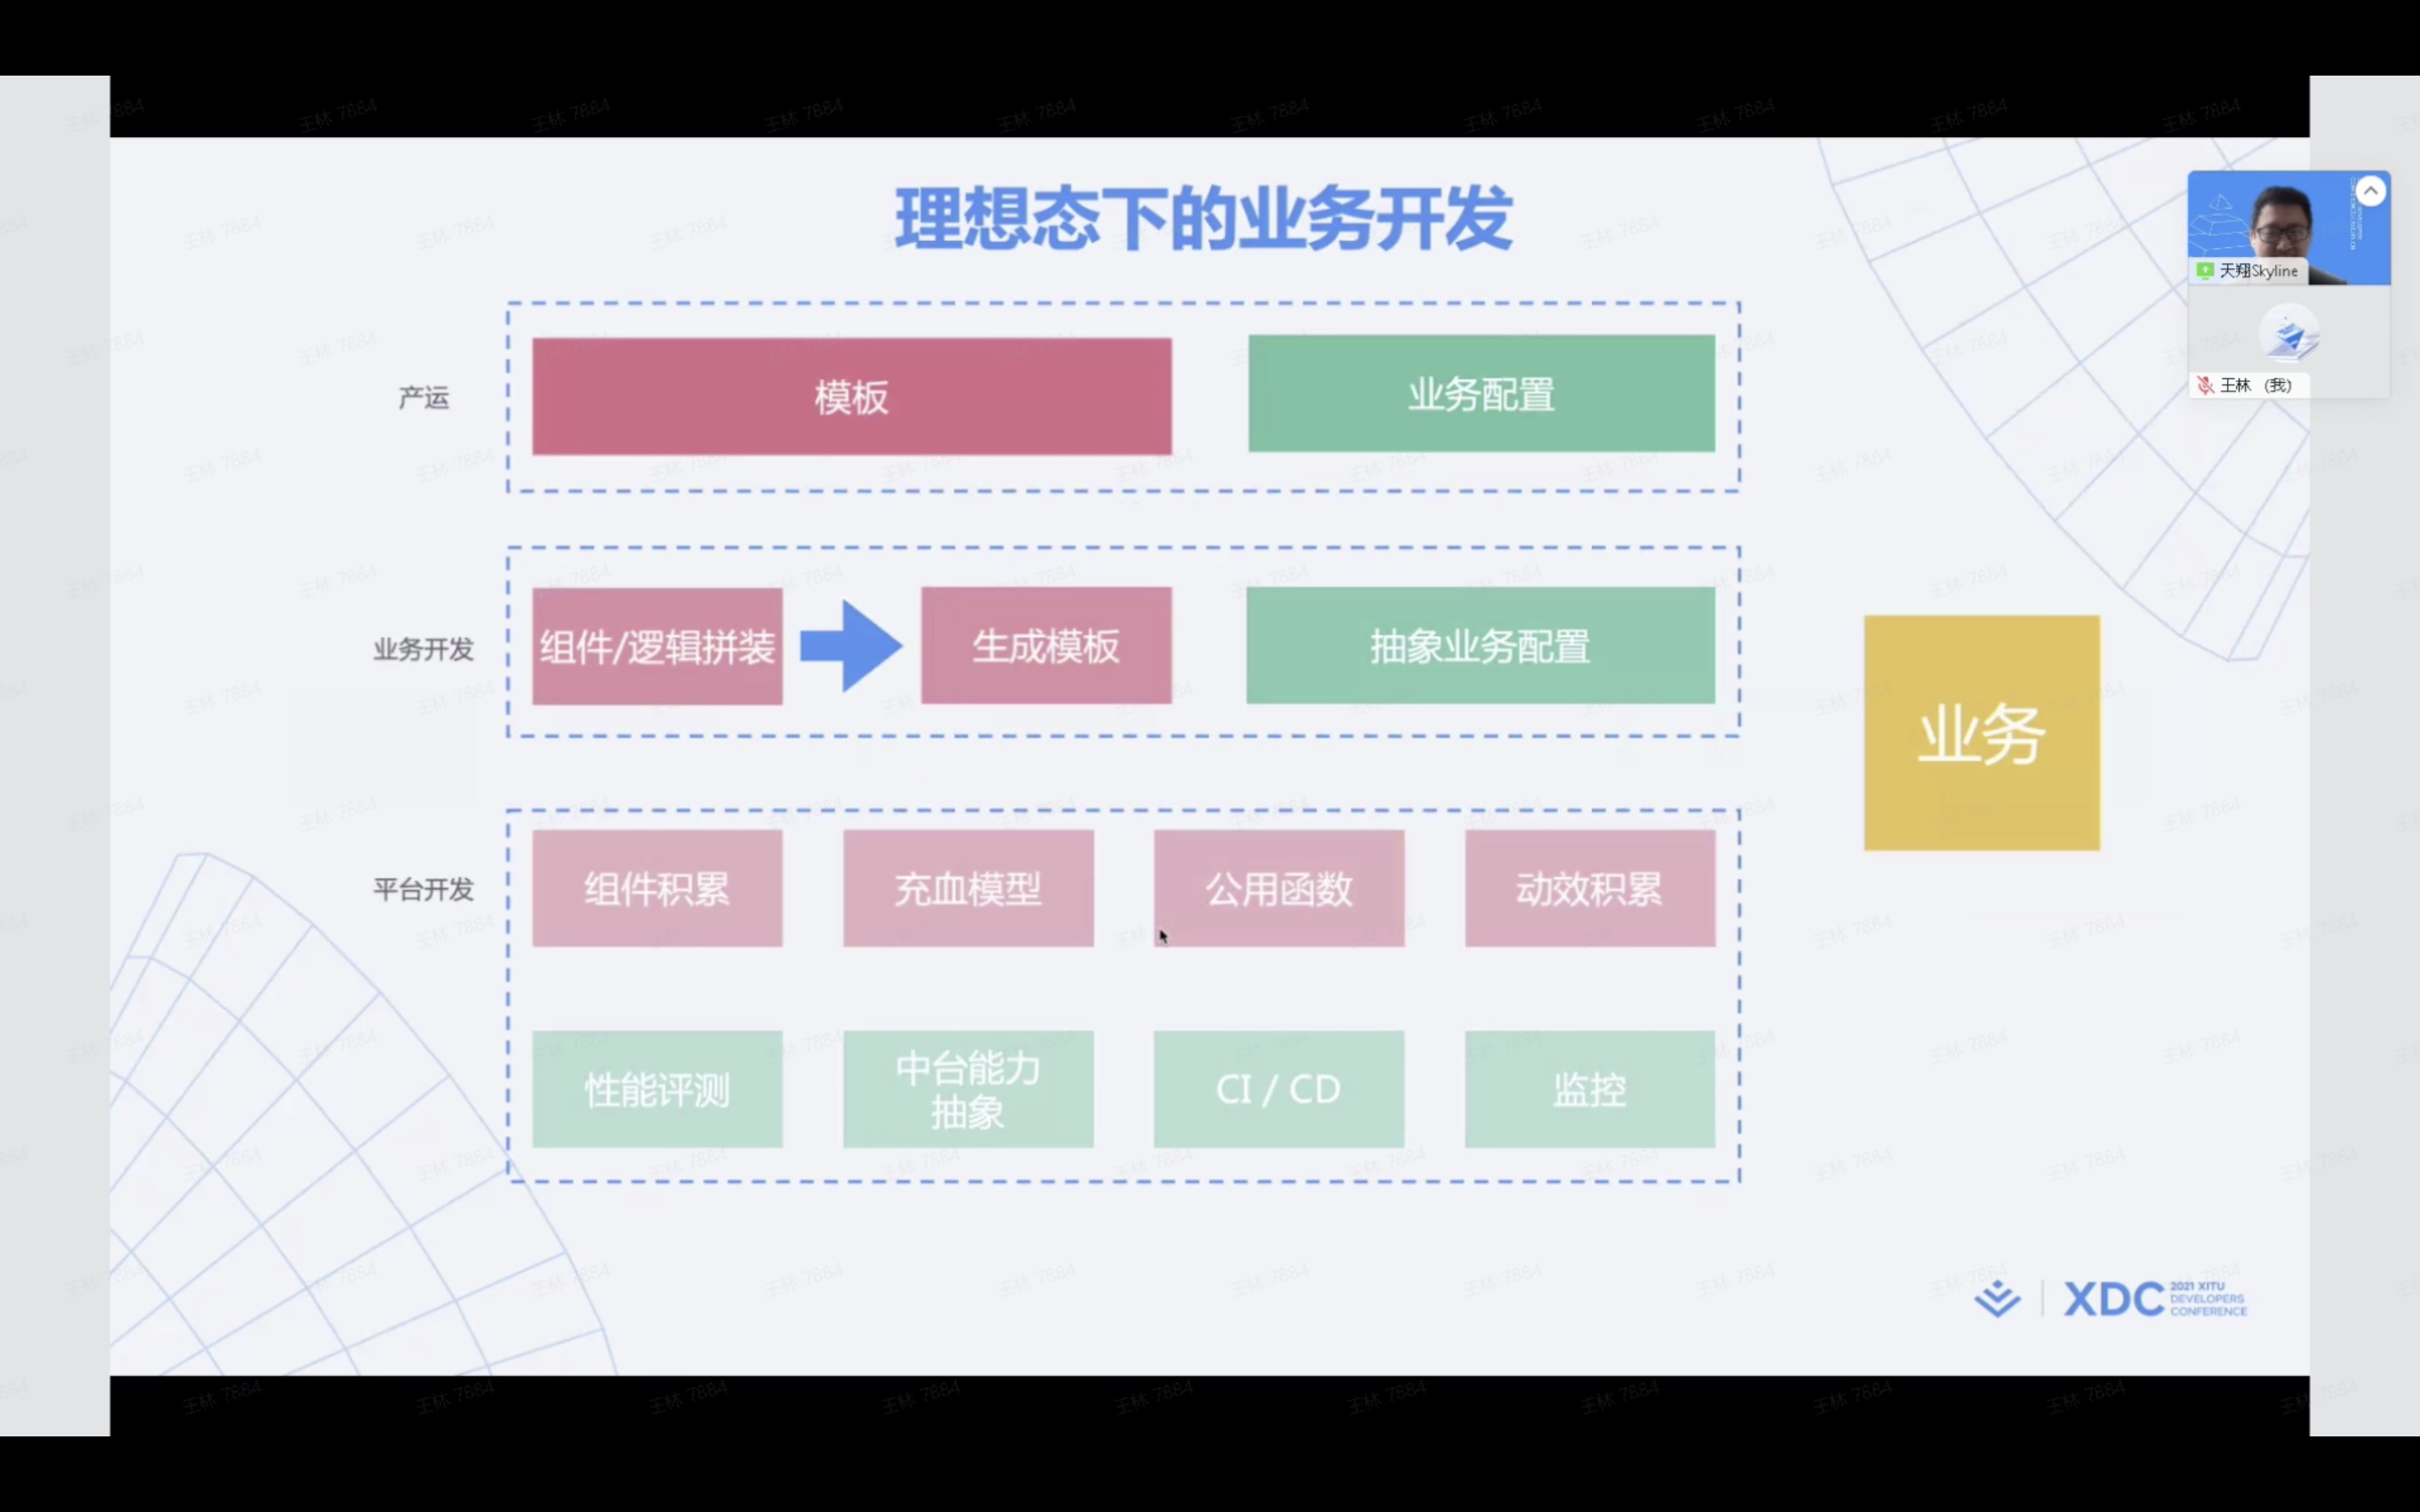 理想态下的业务开发
天翔Skyline
王林 （我）
产运
模板
业务配置
业务开发
组件/逻辑拼装
生成模板
抽象业务配置
业务
平台开发
组件积累
充血模型
公用函数
动效积累
性能评测
中台能力
抽象
CI / CD
监控
XDC
2021 XITU
DEVELOPERS
CONFERENCE
王林 7884